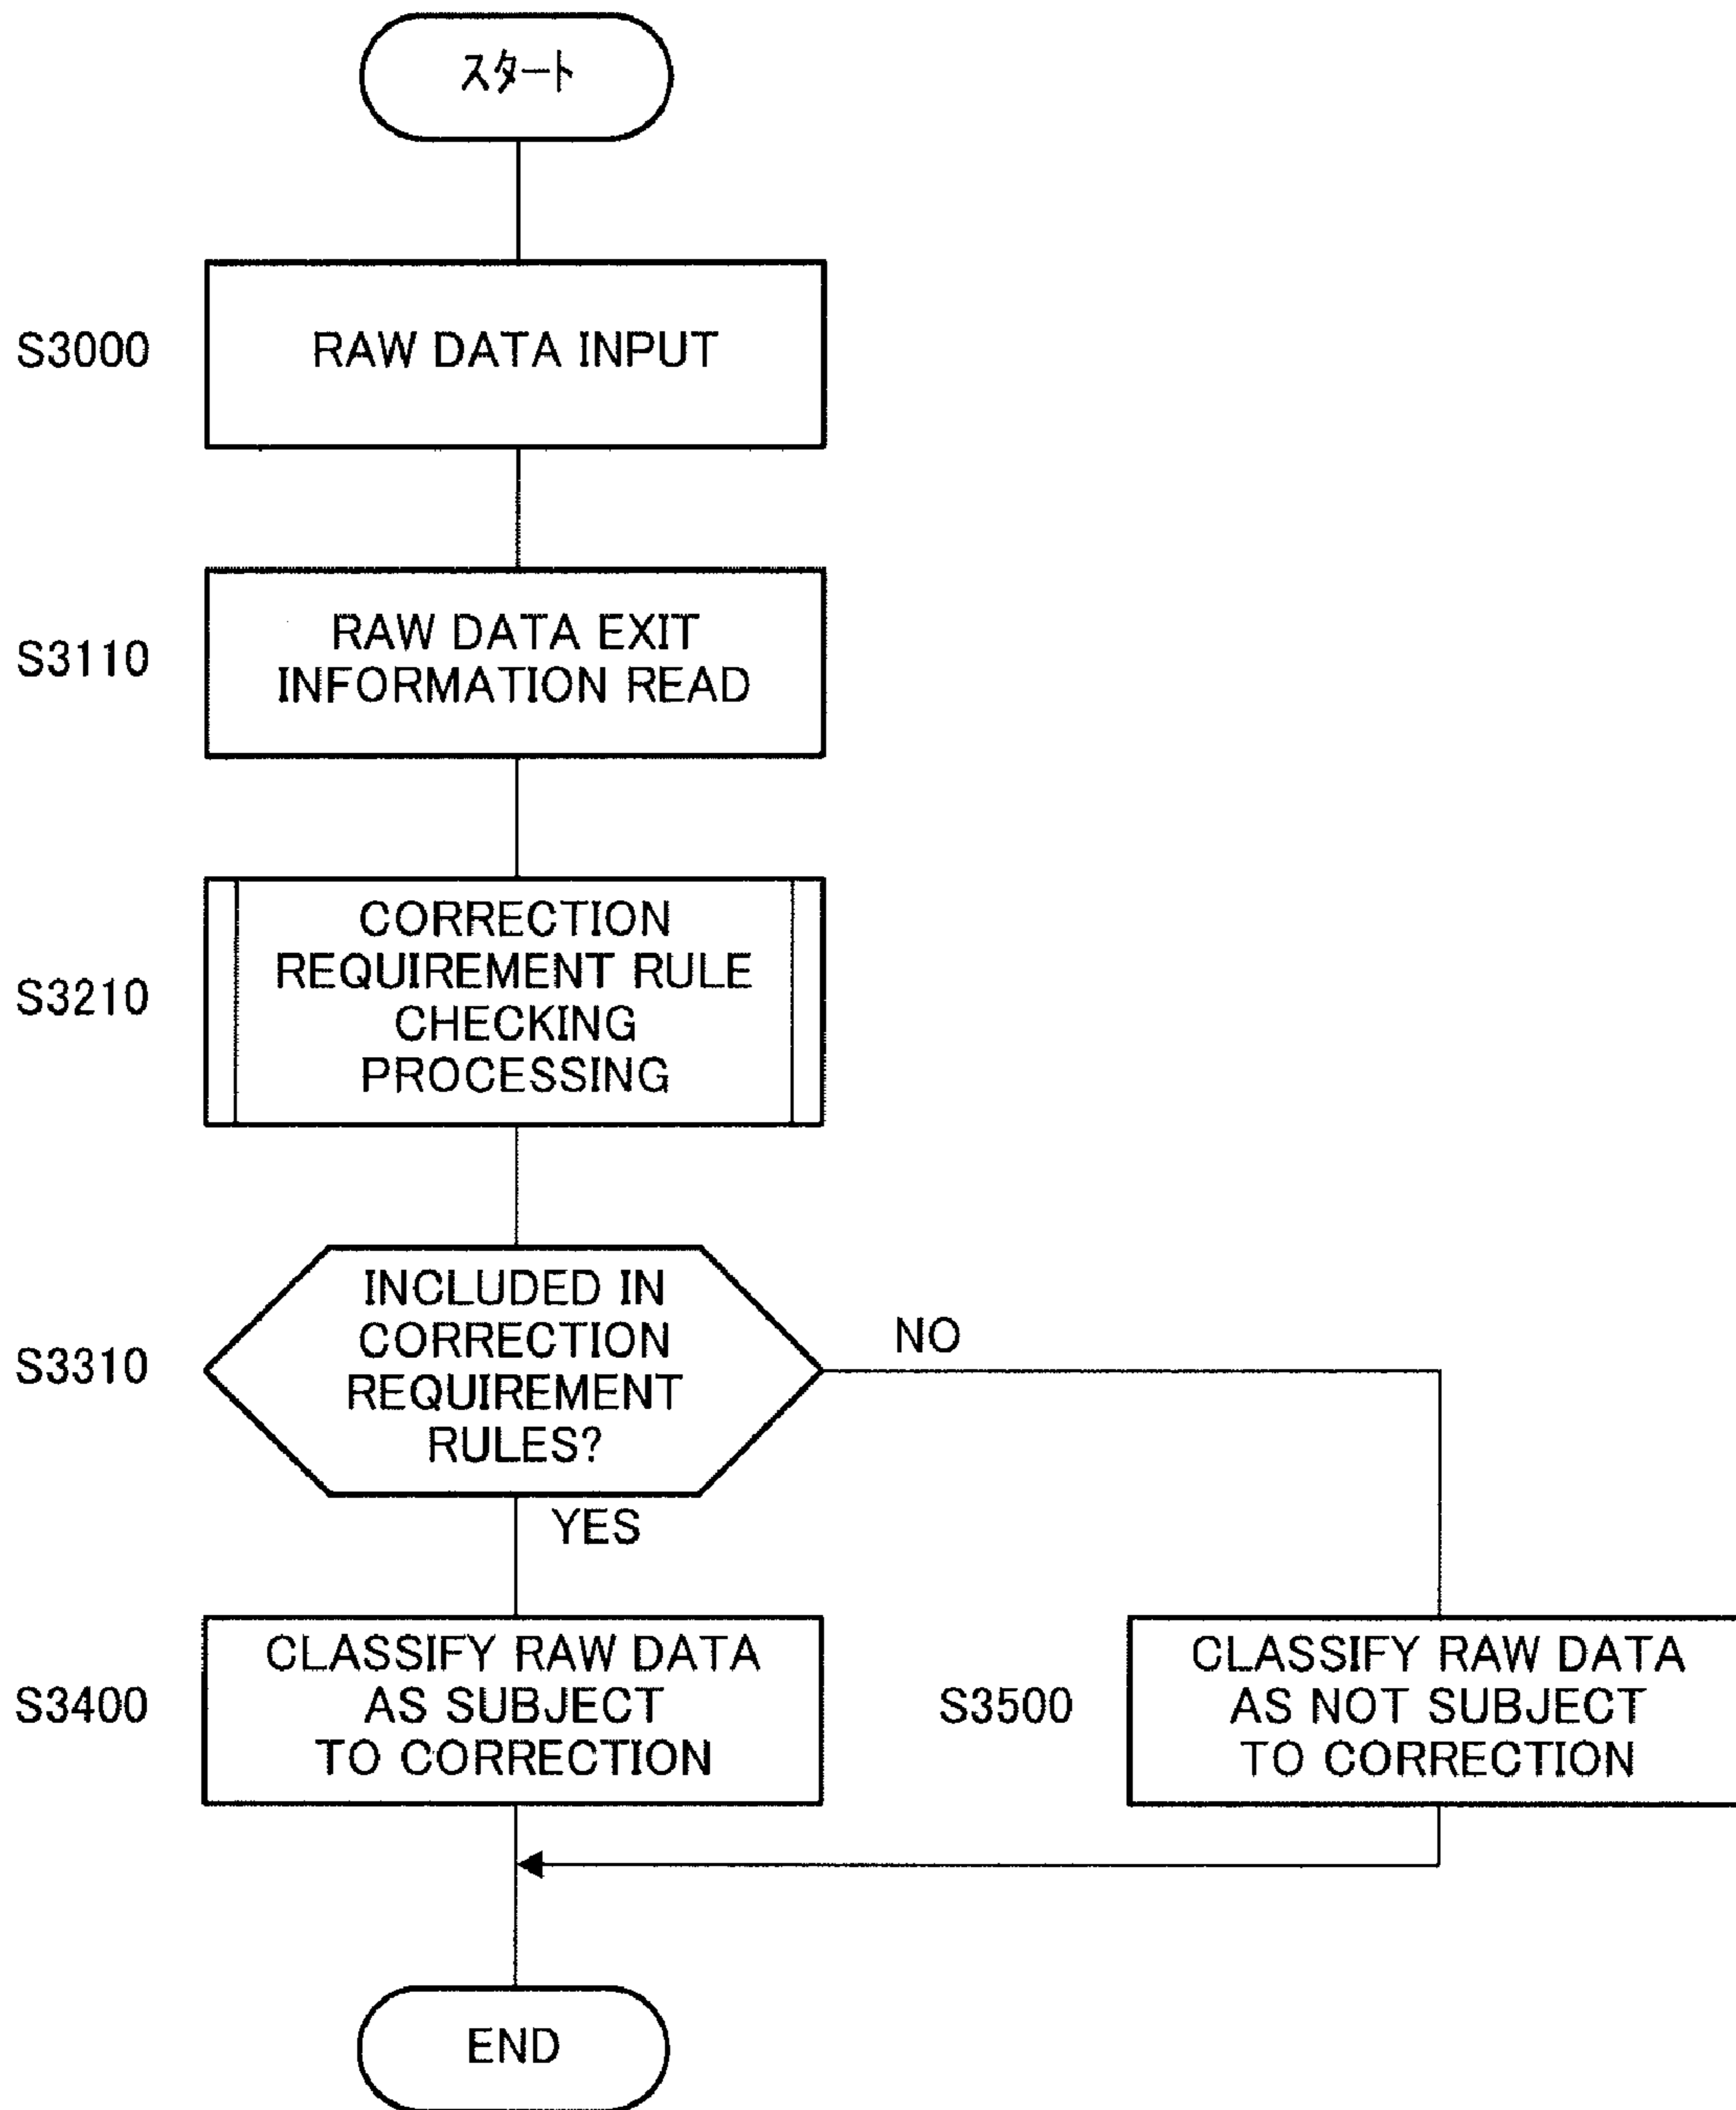 スタート
S3000
RAW DATA INPUT
S3110
RAW DATA EXIT
INFORMATION READ
S3210
CORRECTION
REQUIREMENT RULE
CHECKING
PROCESSING
S3310
INCLUDED IN
CORRECTION
REQUIREMENT
RULES?
NO
YES
S3400
CLASSIFY RAW DATA
AS SUBJECT
TO CORRECTION
S3500
CLASSIFY RAW DATA
AS NOT SUBJECT
TO CORRECTION
END